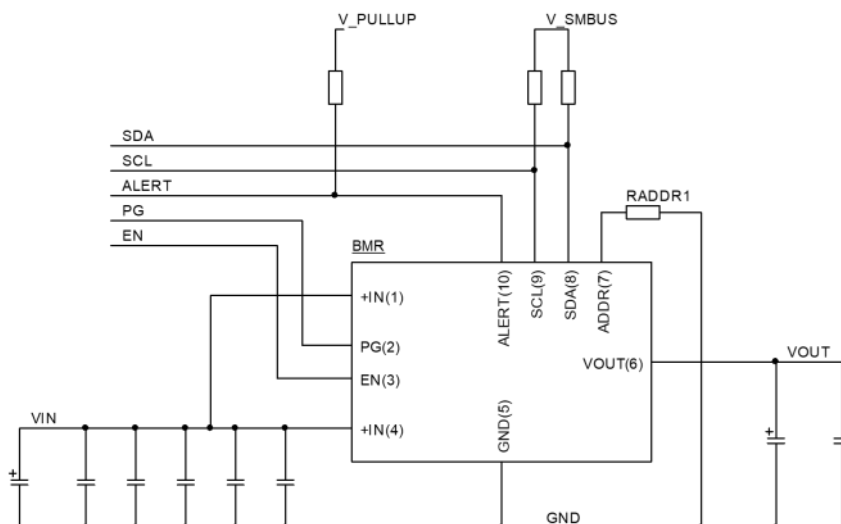 V_PULLUP
V_SMBUS
SDA
SCL
ALERT
PG
EN
RADDR1
BMR
+IN(1)
PG(2)
EN(3)
+IN(4)
ALERT(10)
SCL(9)
SDA(8)
ADDR(7)
VOUT(6)
GND(5)
VOUT
VIN
+
+
GND